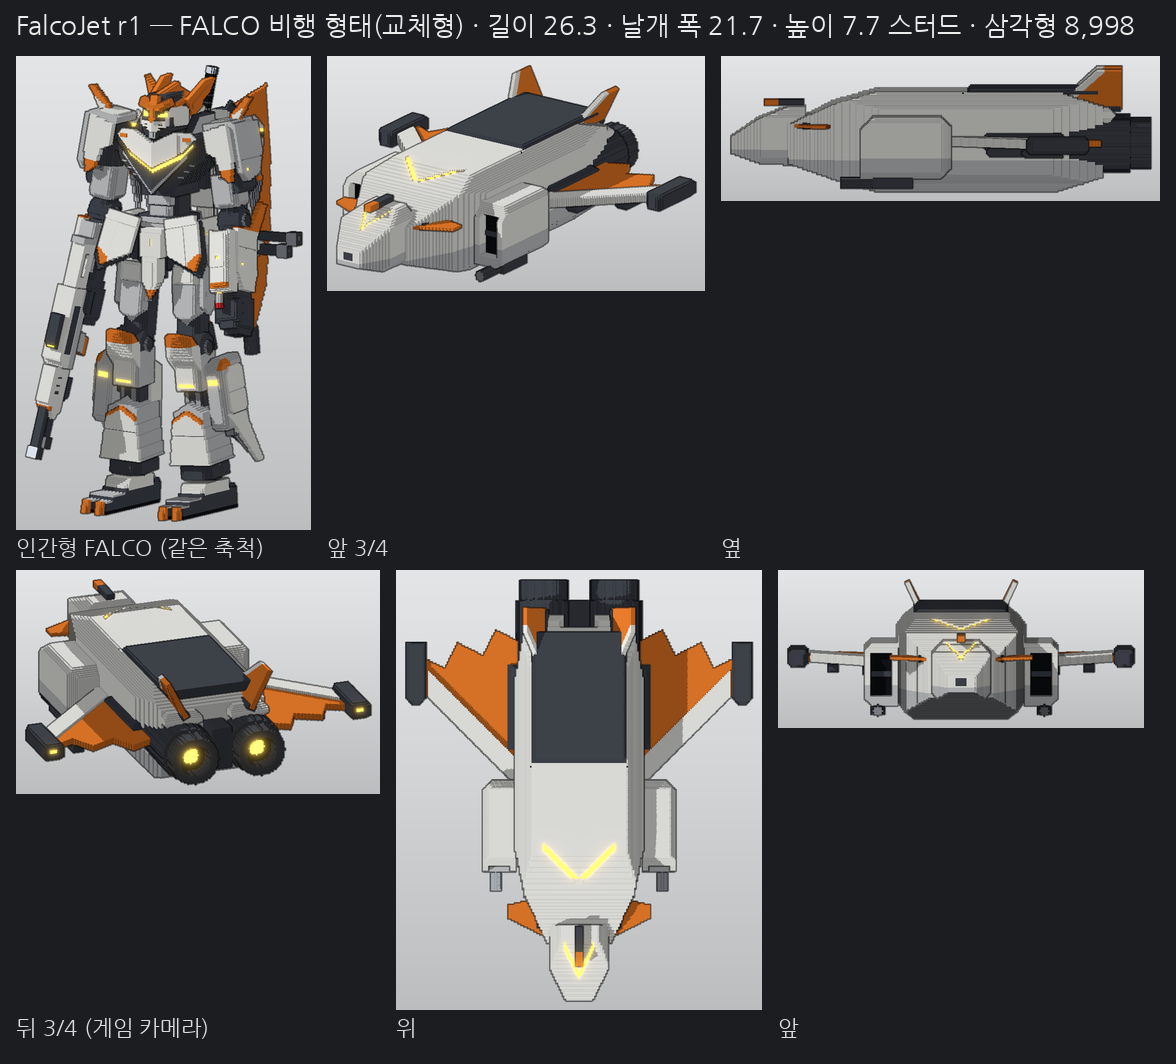 FalcoJet r1 — FALCO 비행 형태(교체형) · 길이 26.3 · 날개 폭 21.7 · 높이 7.7 스터드 · 삼각형 8,998
인간형 FALCO (같은 축척)
앞 3/4
옆
뒤 3/4 (게임 카메라)
위
앞